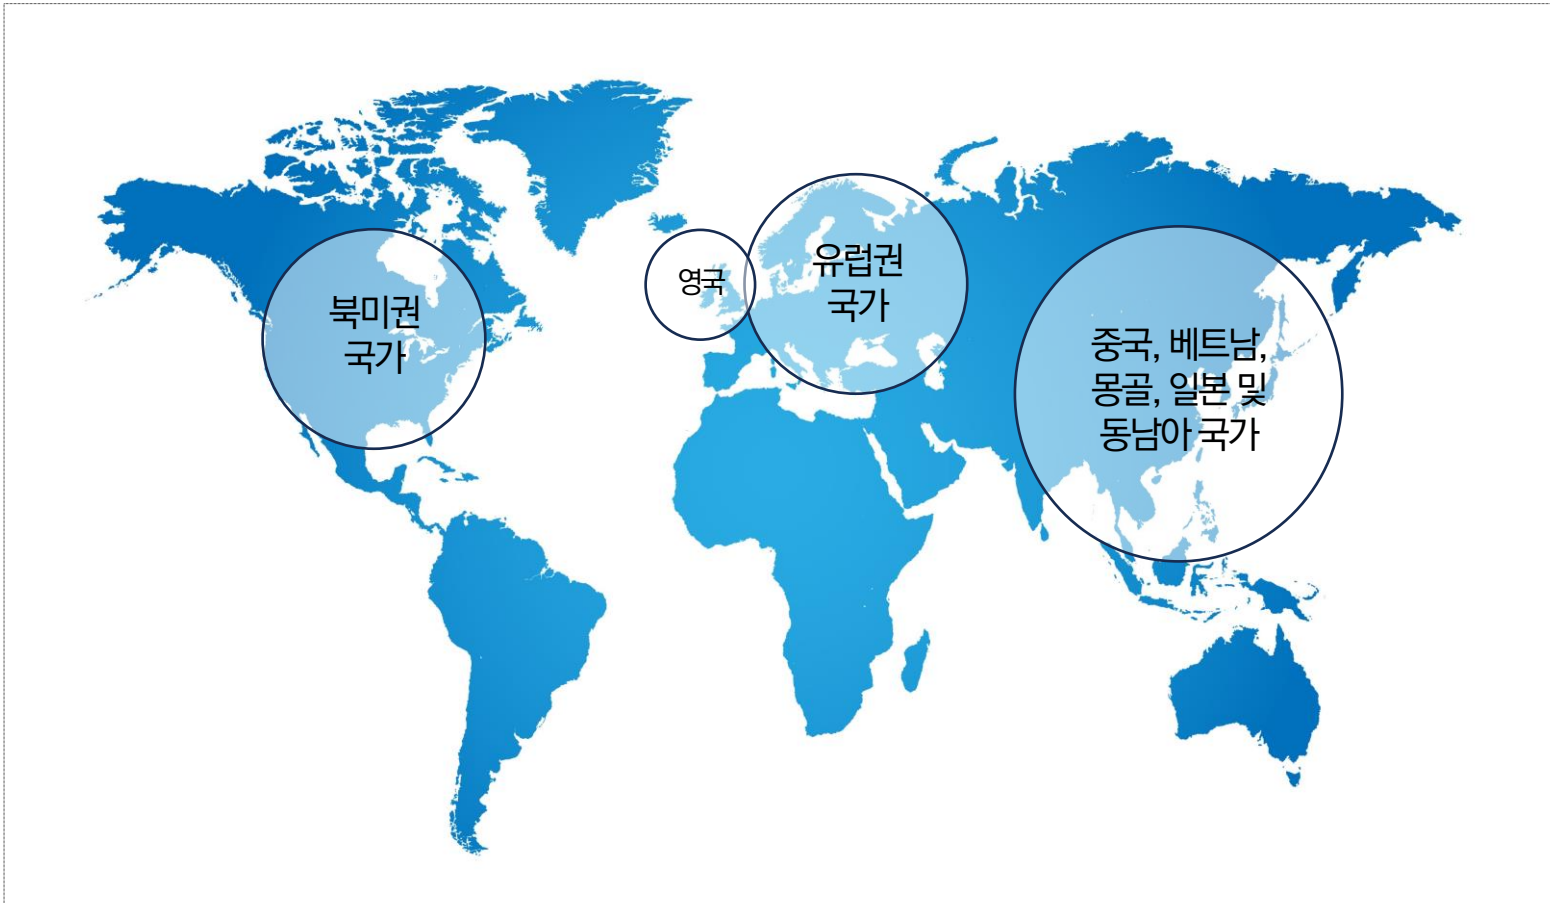 북미권
국가
영국
유럽권
국가
중국, 베트남,
몽골, 일본 및
동남아 국가